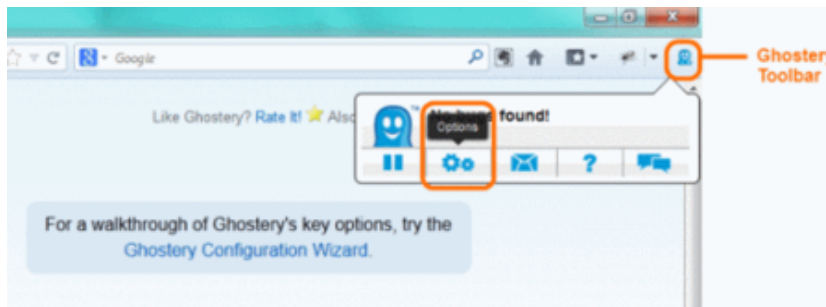 Google
Ghostery
Toolbar
Like Ghostery? Rate It! Also
found!
Options
?
For a walkthrough of Ghostery's key options, try the
Ghostery Configuration Wizard.